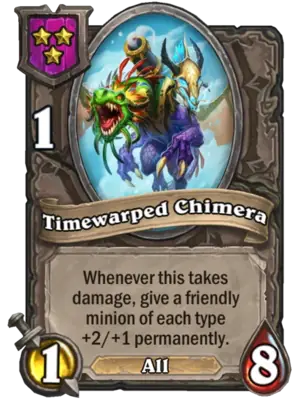 1
Timewarped Chimera
Whenever this takes
damage, give a friendly
minion of each type
+2/+1 permanently.
1
All
8